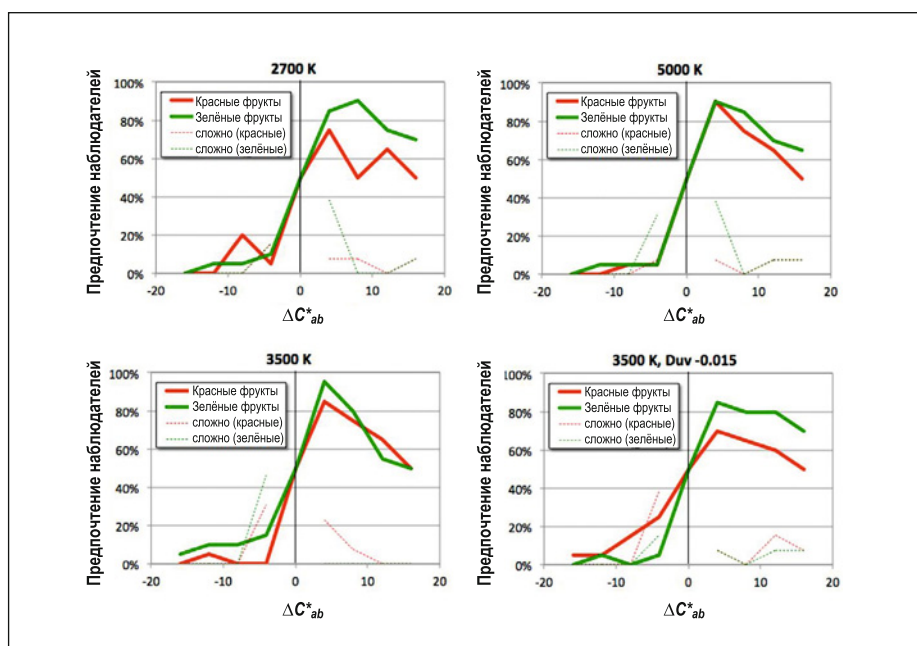 2700 K
Предпочтение наблюдателей
100%
80%
60%
40%
20%
0%
Красные фрукты
Зелёные фрукты
сложно (красные)
сложно (зелёные)
-20
-10
0
10
20
ΔC*ab
5000 K
Предпочтение наблюдателей
100%
80%
60%
40%
20%
0%
Красные фрукты
Зелёные фрукты
сложно (красные)
сложно (зелёные)
-20
-10
0
10
20
ΔC*ab
3500 K
Предпочтение наблюдателей
100%
80%
60%
40%
20%
0%
Красные фрукты
Зелёные фрукты
сложно (красные)
сложно (зелёные)
-20
-10
0
10
20
ΔC*ab
3500 K, Duv -0.015
Предпочтение наблюдателей
100%
80%
60%
40%
20%
0%
Красные фрукты
Зелёные фрукты
сложно (красные)
сложно (зелёные)
-20
-10
0
10
20
ΔC*ab